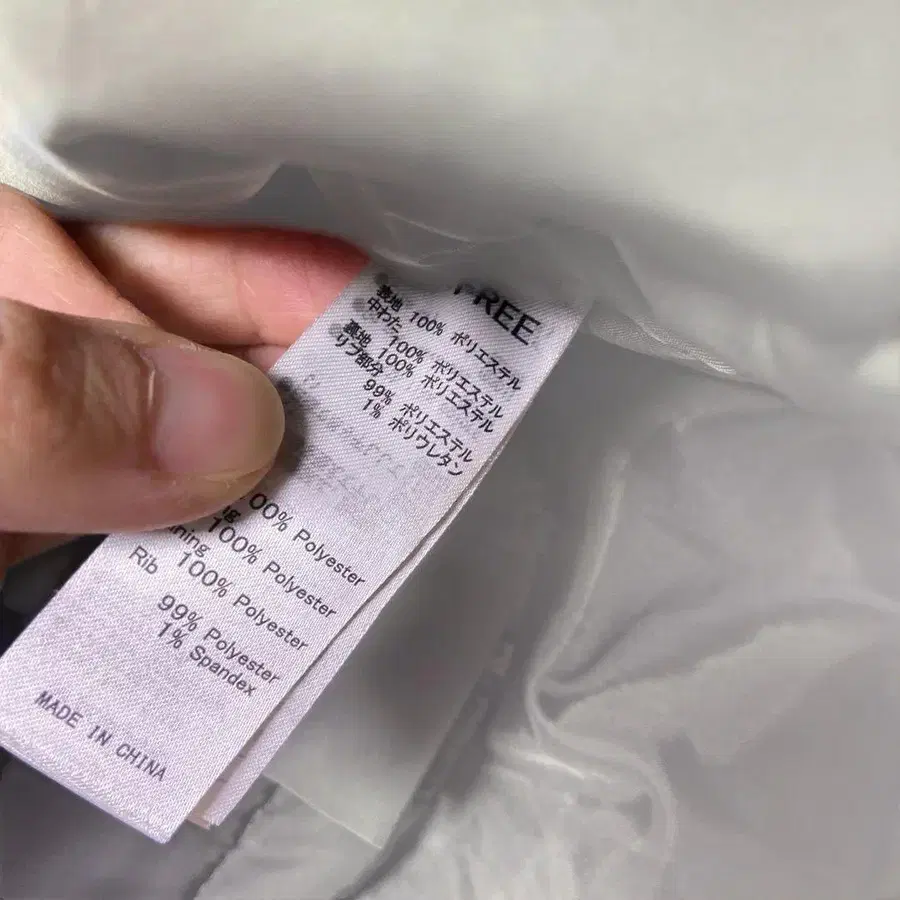 FREE
表地 100% ポリエステル
中わた 100% ポリエステル
裏地 100% ポリエステル
リブ部分
99% ポリエステル
1% ポリウレタン
100% Polyester
100% Polyester
100% Polyester
Rib
99% Polyester
1% Spandex
MADE IN CHINA